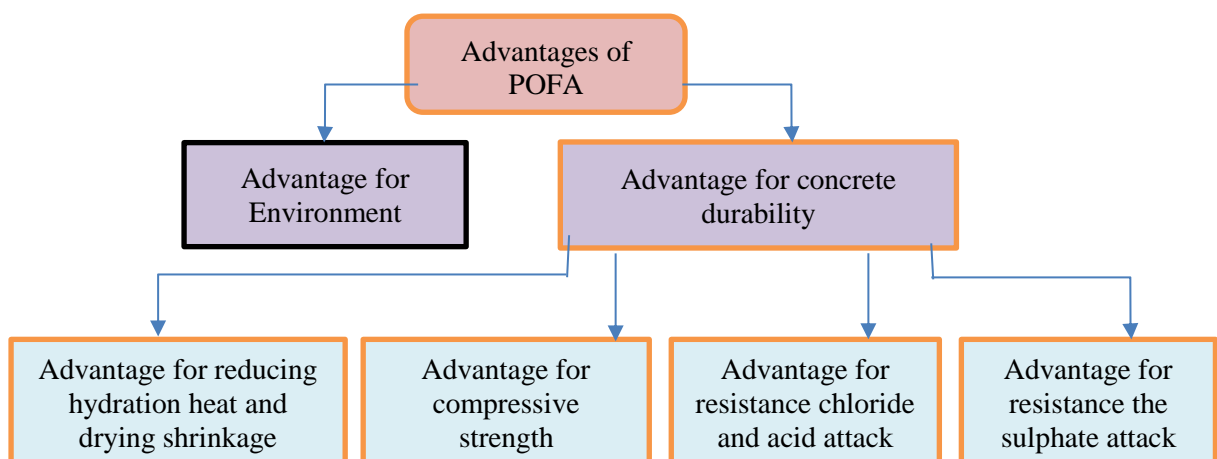 Advantages of
POFA
Advantage for
Environment
Advantage for concrete
durability
Advantage for reducing
hydration heat and
drying shrinkage
Advantage for
compressive
strength
Advantage for
resistance chloride
and acid attack
Advantage for
resistance the
sulphate attack